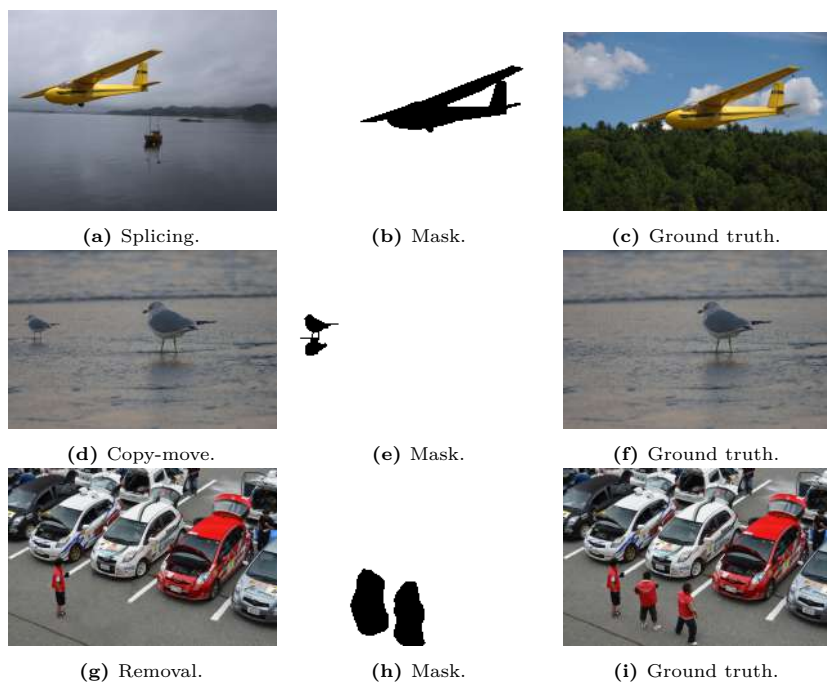 (a) Splicing.
(b) Mask.
(c) Ground truth.
(d) Copy-move.
(e) Mask.
(f) Ground truth.
(g) Removal.
(h) Mask.
(i) Ground truth.